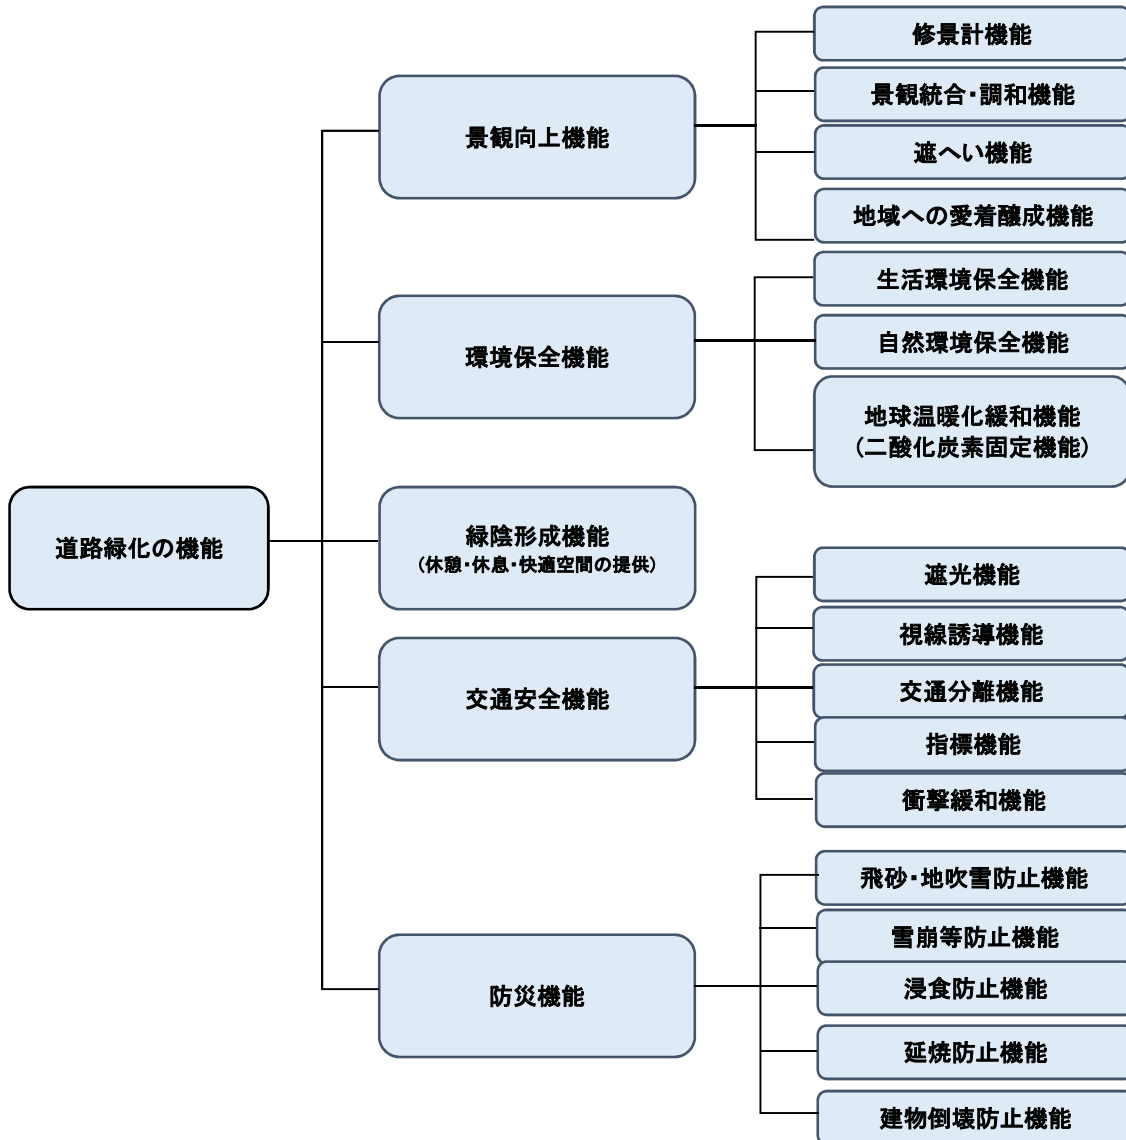 道路緑化の機能
景観向上機能
修景計機能
景観統合・調和機能
遮へい機能
地域への愛着醸成機能
環境保全機能
生活環境保全機能
自然環境保全機能
地球温暖化緩和機能
(二酸化炭素固定機能)
緑陰形成機能
(休憩・休息・快適空間の提供)
交通安全機能
遮光機能
視線誘導機能
交通分離機能
指標機能
衝撃緩和機能
防災機能
飛砂・地吹雪防止機能
雪崩等防止機能
浸食防止機能
延焼防止機能
建物倒壊防止機能